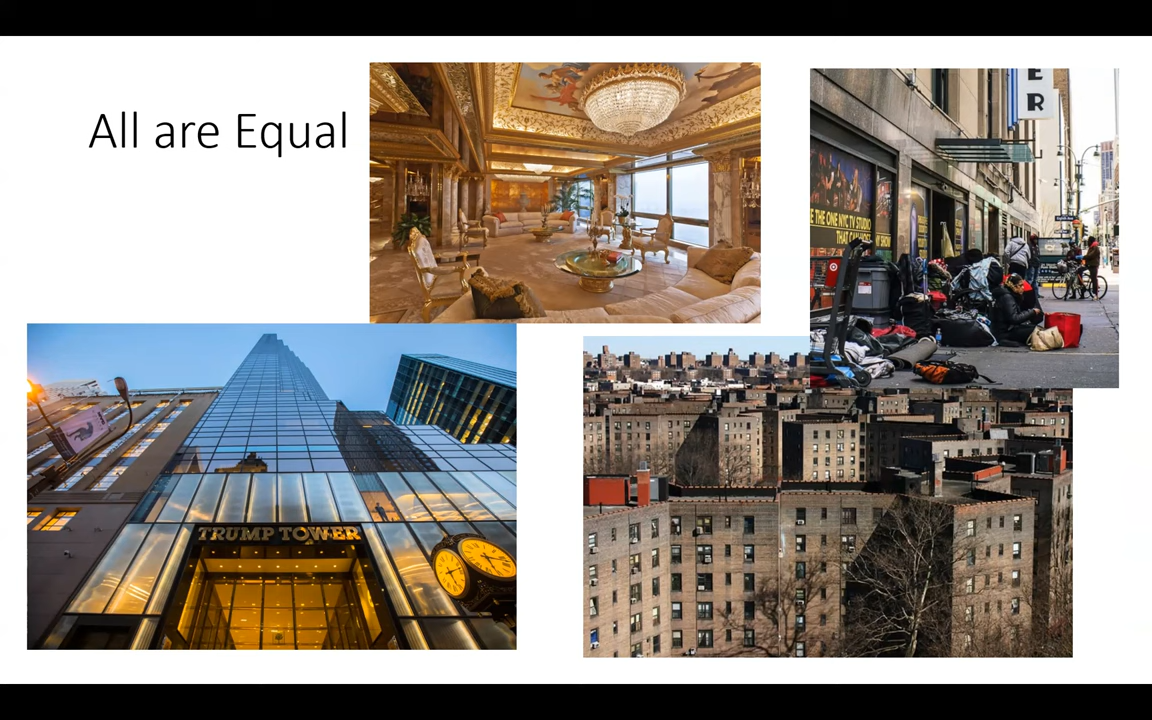 All are Equal
E
R
E THE ONE NYC TV STUDIO
TRUMP TOWER